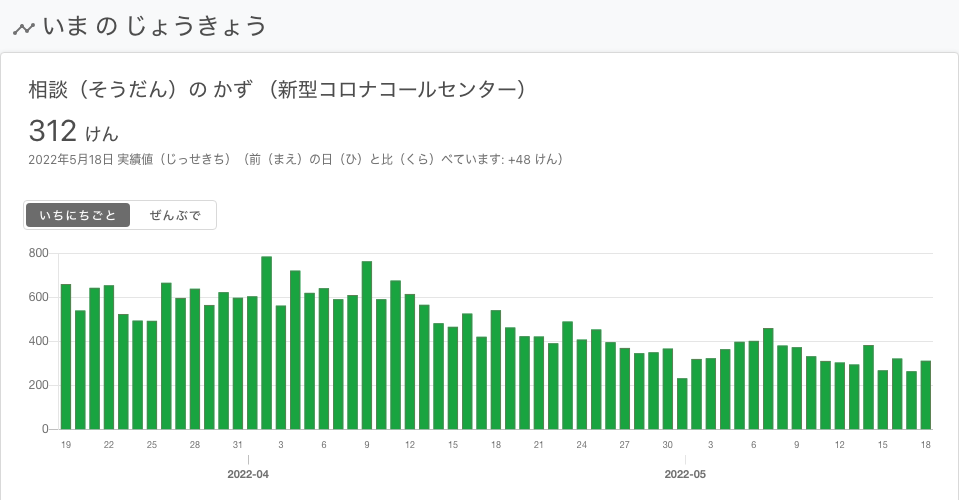 いま の じょうきょう
相談（そうだん）の かず （新型コロナコールセンター）
312 けん
2022年5月18日 実績値（じっせきち）（前（まえ）の日（ひ）と比（くら）べています: +48 けん）
いちにちごと ぜんぶで
800
600
400
200
0
19 22 25 28 31 3 6 9 12 15 18 21 24 27 30 3 6 9 12 15 18
2022-04 2022-05